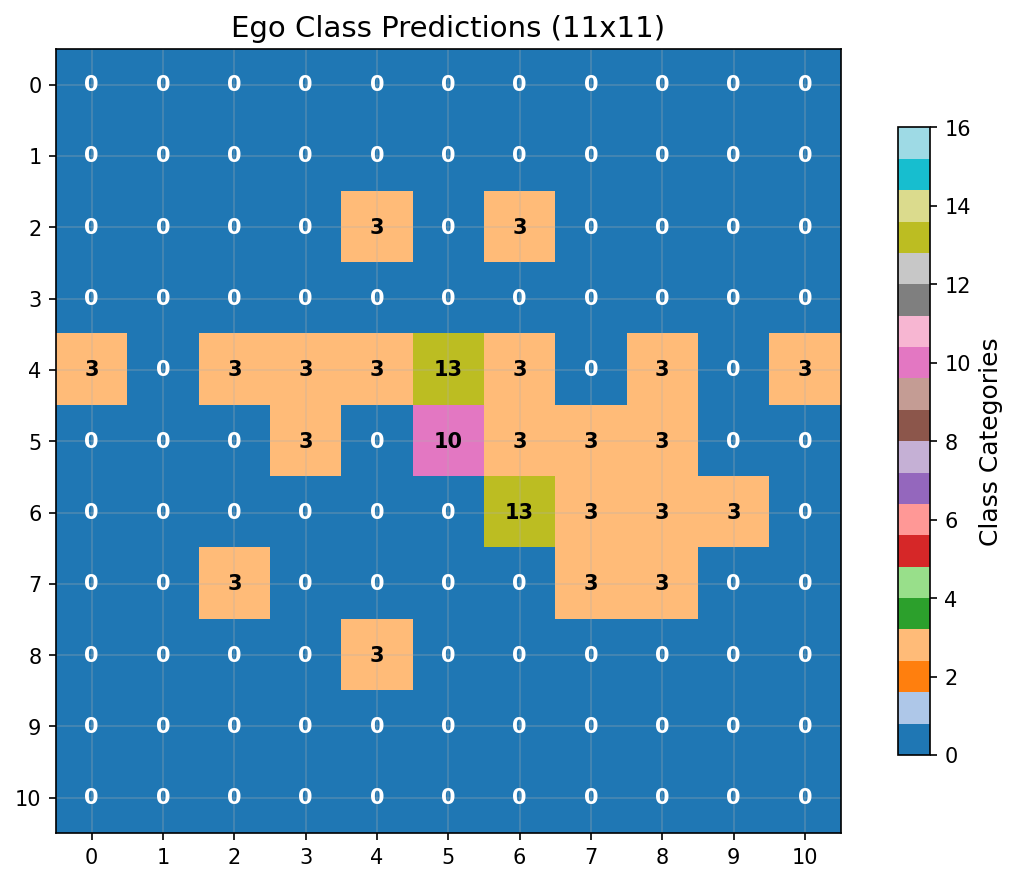 Ego Class Predictions (11x11)
0 0 0 0 0 0 0 0 0 0 0 0
1 0 0 0 0 0 0 0 0 0 0 0
2 0 0 0 0 3 0 3 0 0 0 0
3 0 0 0 0 0 0 0 0 0 0 0
4 3 0 3 3 3 13 3 0 3 0 3
5 0 0 0 3 0 10 3 3 3 0 0
6 0 0 0 0 0 0 13 3 3 3 0
7 0 0 3 0 0 0 0 3 3 0 0
8 0 0 0 0 3 0 0 0 0 0 0
9 0 0 0 0 0 0 0 0 0 0 0
10 0 0 0 0 0 0 0 0 0 0 0
0 1 2 3 4 5 6 7 8 9 10
16
14
12
10
8
6
4
2
0
Class Categories